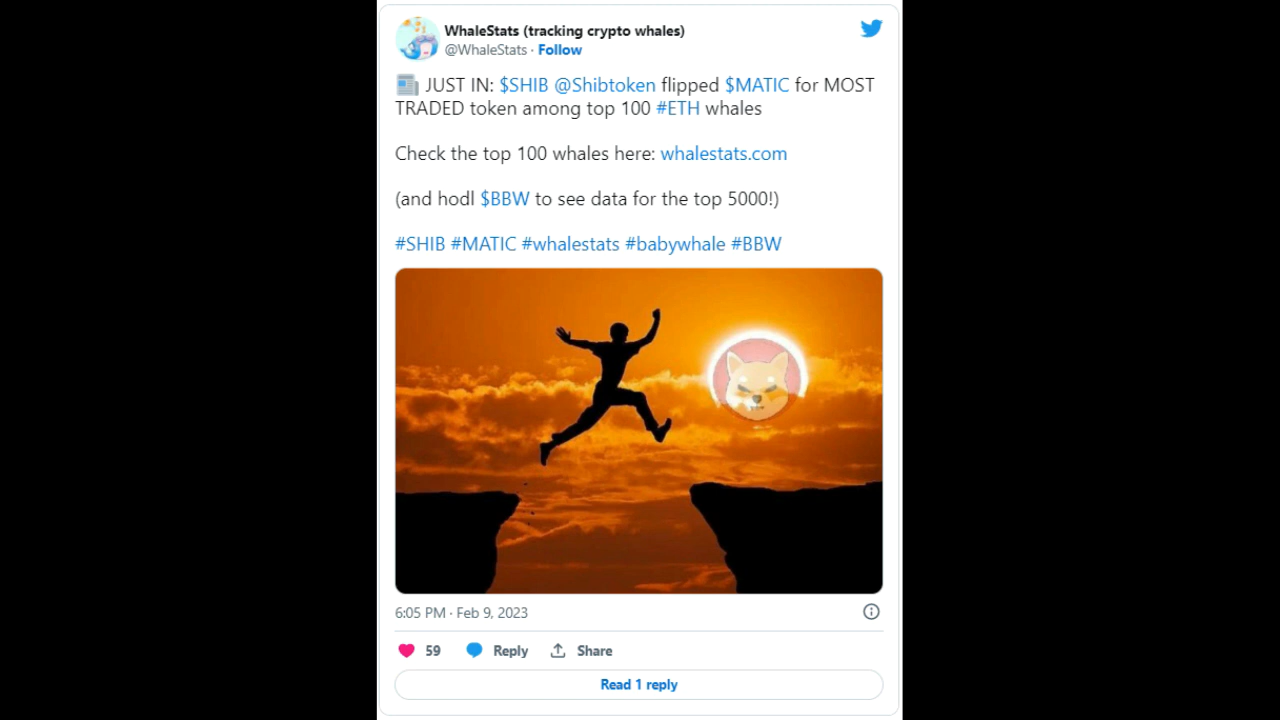 WhaleStats (tracking crypto whales)
@WhaleStats · Follow
📰 JUST IN: $SHIB @Shibtoken flipped $MATIC for MOST
TRADED token among top 100 #ETH whales
Check the top 100 whales here: whalestats.com
(and hodl $BBW to see data for the top 5000!)
#SHIB #MATIC #whalestats #babywhale #BBW
6:05 PM · Feb 9, 2023
59 Reply Share
Read 1 reply